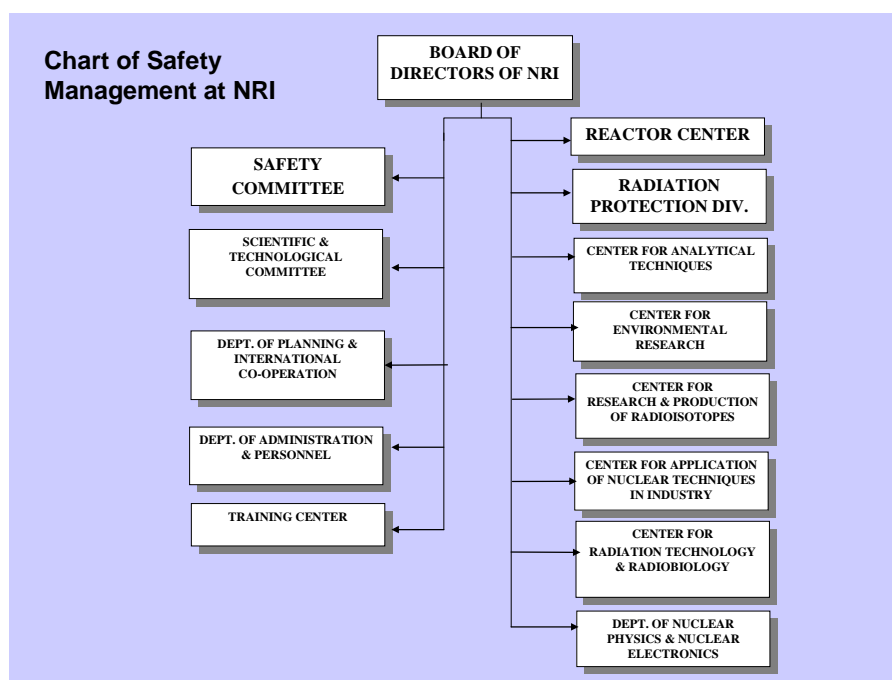 Chart of Safety
Management at NRI
BOARD OF
DIRECTORS OF NRI
SAFETY
COMMITTEE
SCIENTIFIC &
TECHNOLOGICAL
COMMITTEE
DEPT. OF PLANNING &
INTERNATIONAL
CO-OPERATION
DEPT. OF ADMINISTRATION
& PERSONNEL
TRAINING CENTER
REACTOR CENTER
RADIATION
PROTECTION DIV.
CENTER FOR ANALYTICAL
TECHNIQUES
CENTER FOR
ENVIRONMENTAL
RESEARCH
CENTER FOR
RESEARCH & PRODUCTION
OF RADIOISOTOPES
CENTER FOR APPLICATION
OF NUCLEAR TECHNIQUES
IN INDUSTRY
CENTER FOR
RADIATION TECHNOLOGY
& RADIOBIOLOGY
DEPT. OF NUCLEAR
PHYSICS & NUCLEAR
ELECTRONICS